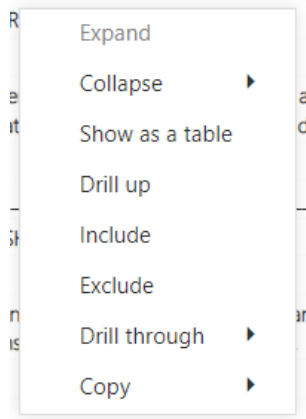 Expand
Collapse
Show as a table
Drill up
Include
Exclude
Drill through
Copy